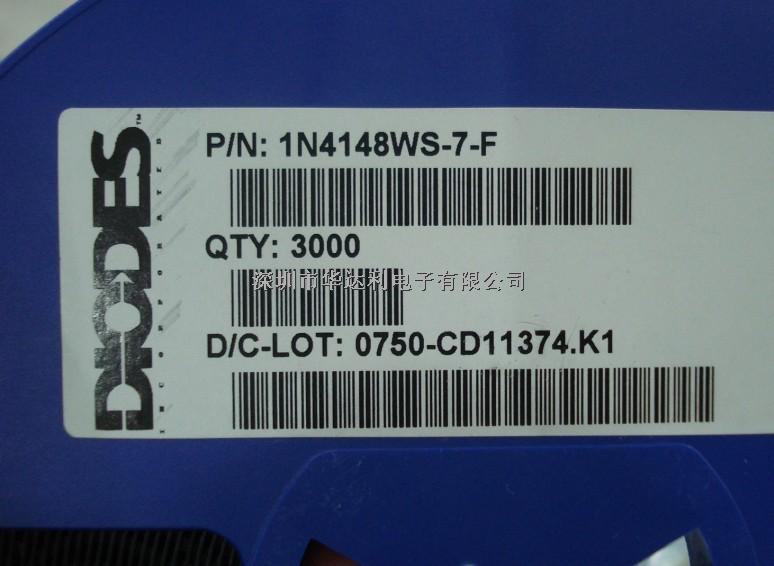 DIODES™
INCORPORATED
P/N: 1N4148WS-7-F
QTY: 3000
深圳市华达利电子有限公司
D/C-LOT: 0750-CD11374.K1